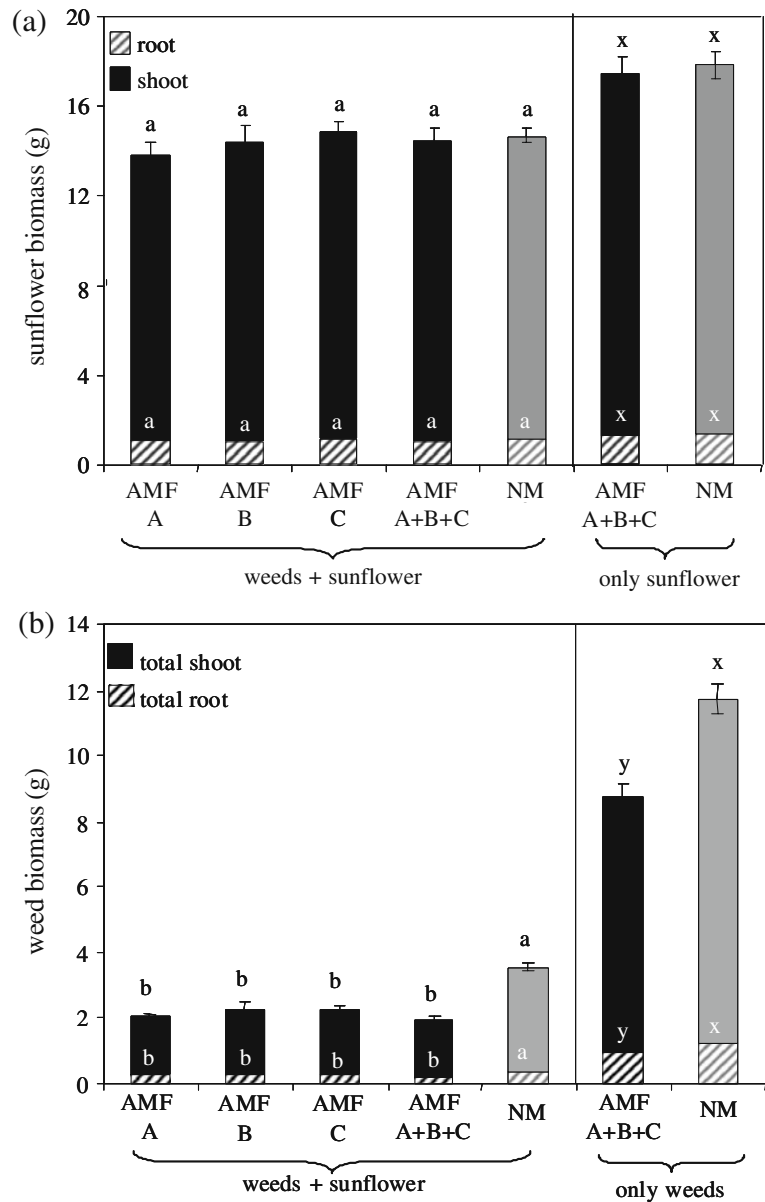 (a)
20
16
12
8
4
0
sunflower biomass (g)
root
shoot
a a a a a x x
a a a a a x x
AMF AMF AMF AMF NM AMF NM
A B C A+B+C A+B+C
weeds + sunflower only sunflower
(b)
14
12
10
8
6
4
2
0
weed biomass (g)
total shoot
total root
b b b b a y x
b b b b a y x
AMF AMF AMF AMF NM AMF NM
A B C A+B+C A+B+C
weeds + sunflower only weeds